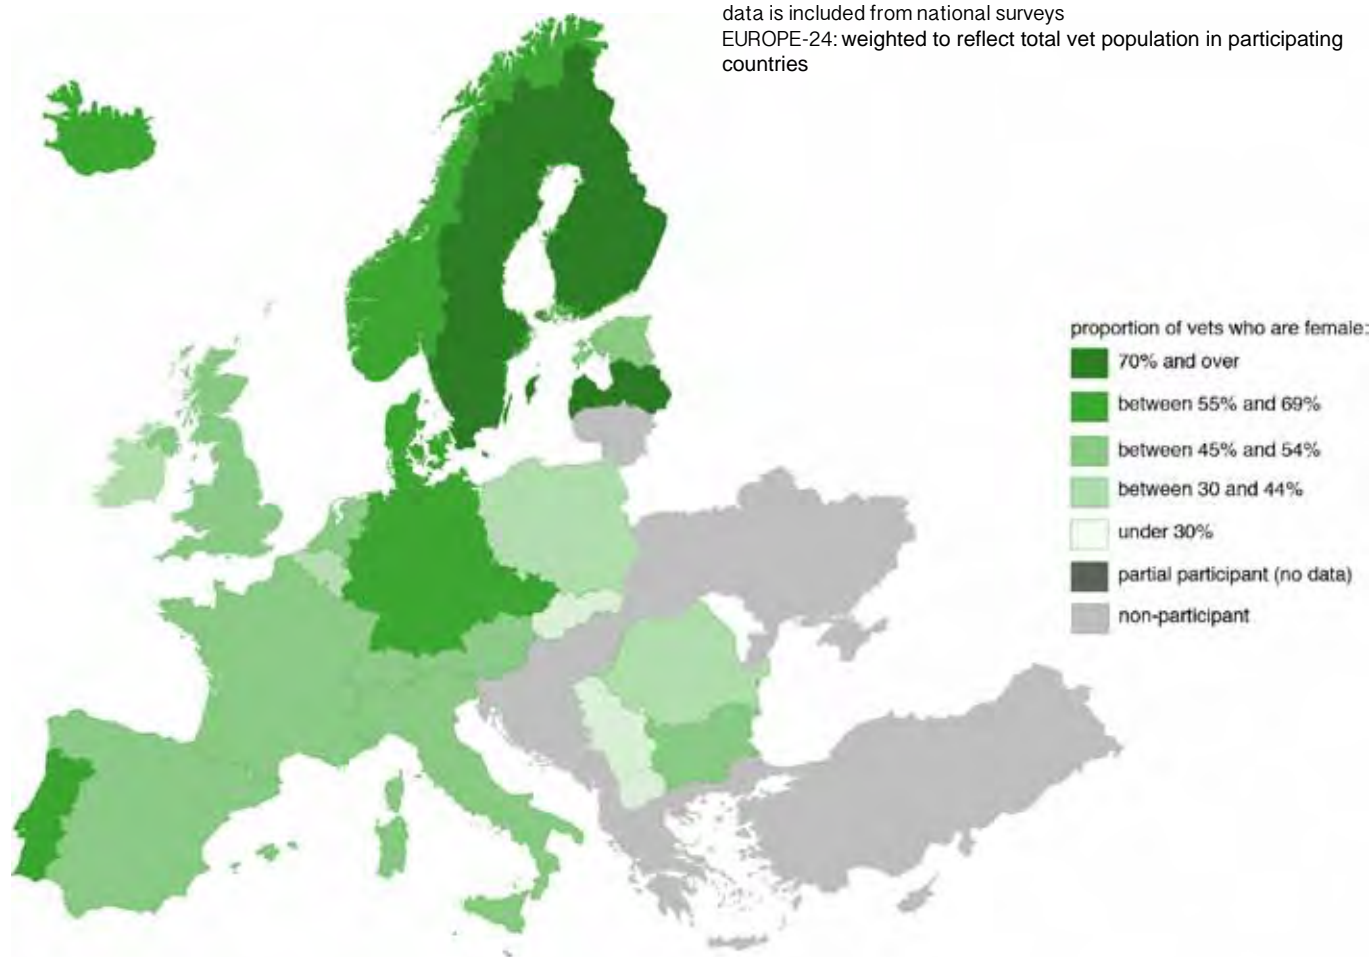 data is included from national surveys
EUROPE-24: weighted to reflect total vet population in participating
countries
proportion of vets who are female:
70% and over
between 55% and 69%
between 45% and 54%
between 30 and 44%
under 30%
partial participant (no data)
non-participant